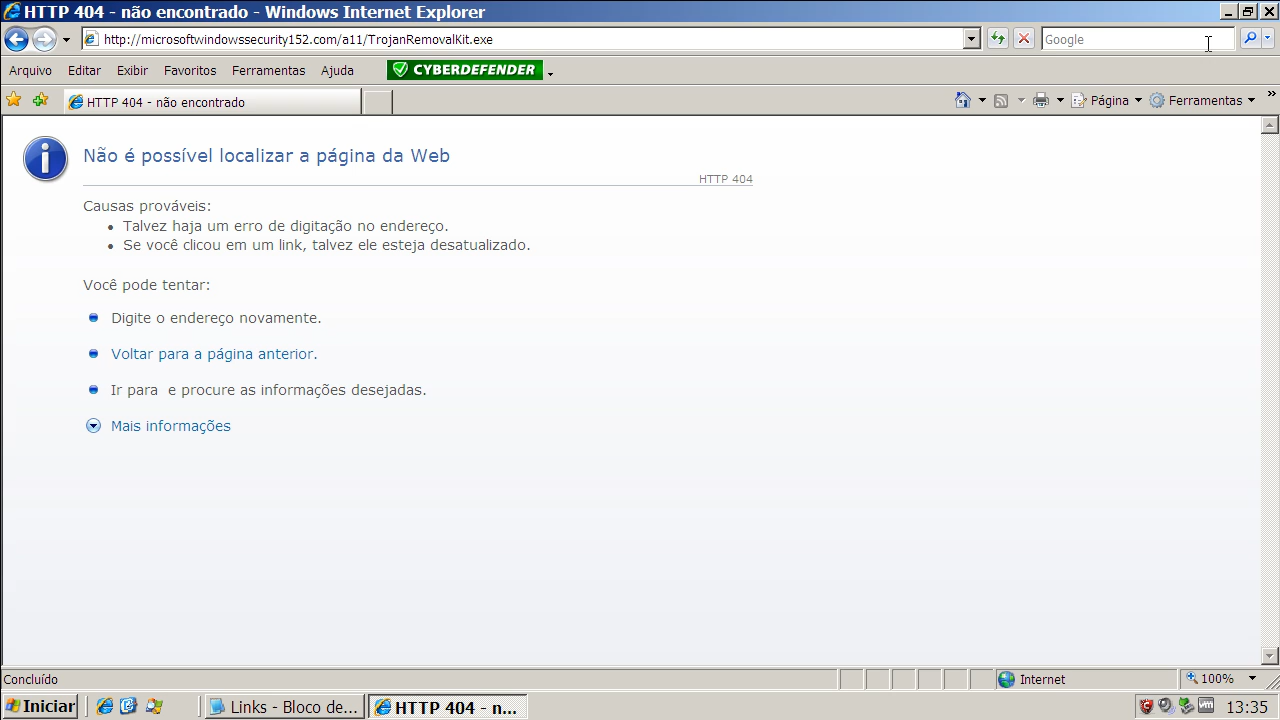 HTTP 404 - não encontrado - Windows Internet Explorer
http://microsoftwindowssecurity152.com/a11/TrojanRemovalKit.exe
Google
Arquivo Editar Exibir Favoritos Ferramentas Ajuda CYBERDEFENDER
HTTP 404 - não encontrado Página Ferramentas »
Não é possível localizar a página da Web
HTTP 404
Causas prováveis:
• Talvez haja um erro de digitação no endereço.
• Se você clicou em um link, talvez ele esteja desatualizado.
Você pode tentar:
Digite o endereço novamente.
Voltar para a página anterior.
Ir para  e procure as informações desejadas.
Mais informações
Concluído Internet 100%
Iniciar Links - Bloco de... HTTP 404 - n... 13:35